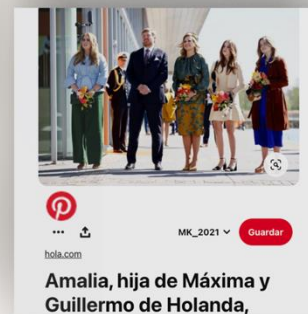 MK_2021
Guardar
hola.com
Amalia, hija de Máxima y
Guillermo de Holanda,